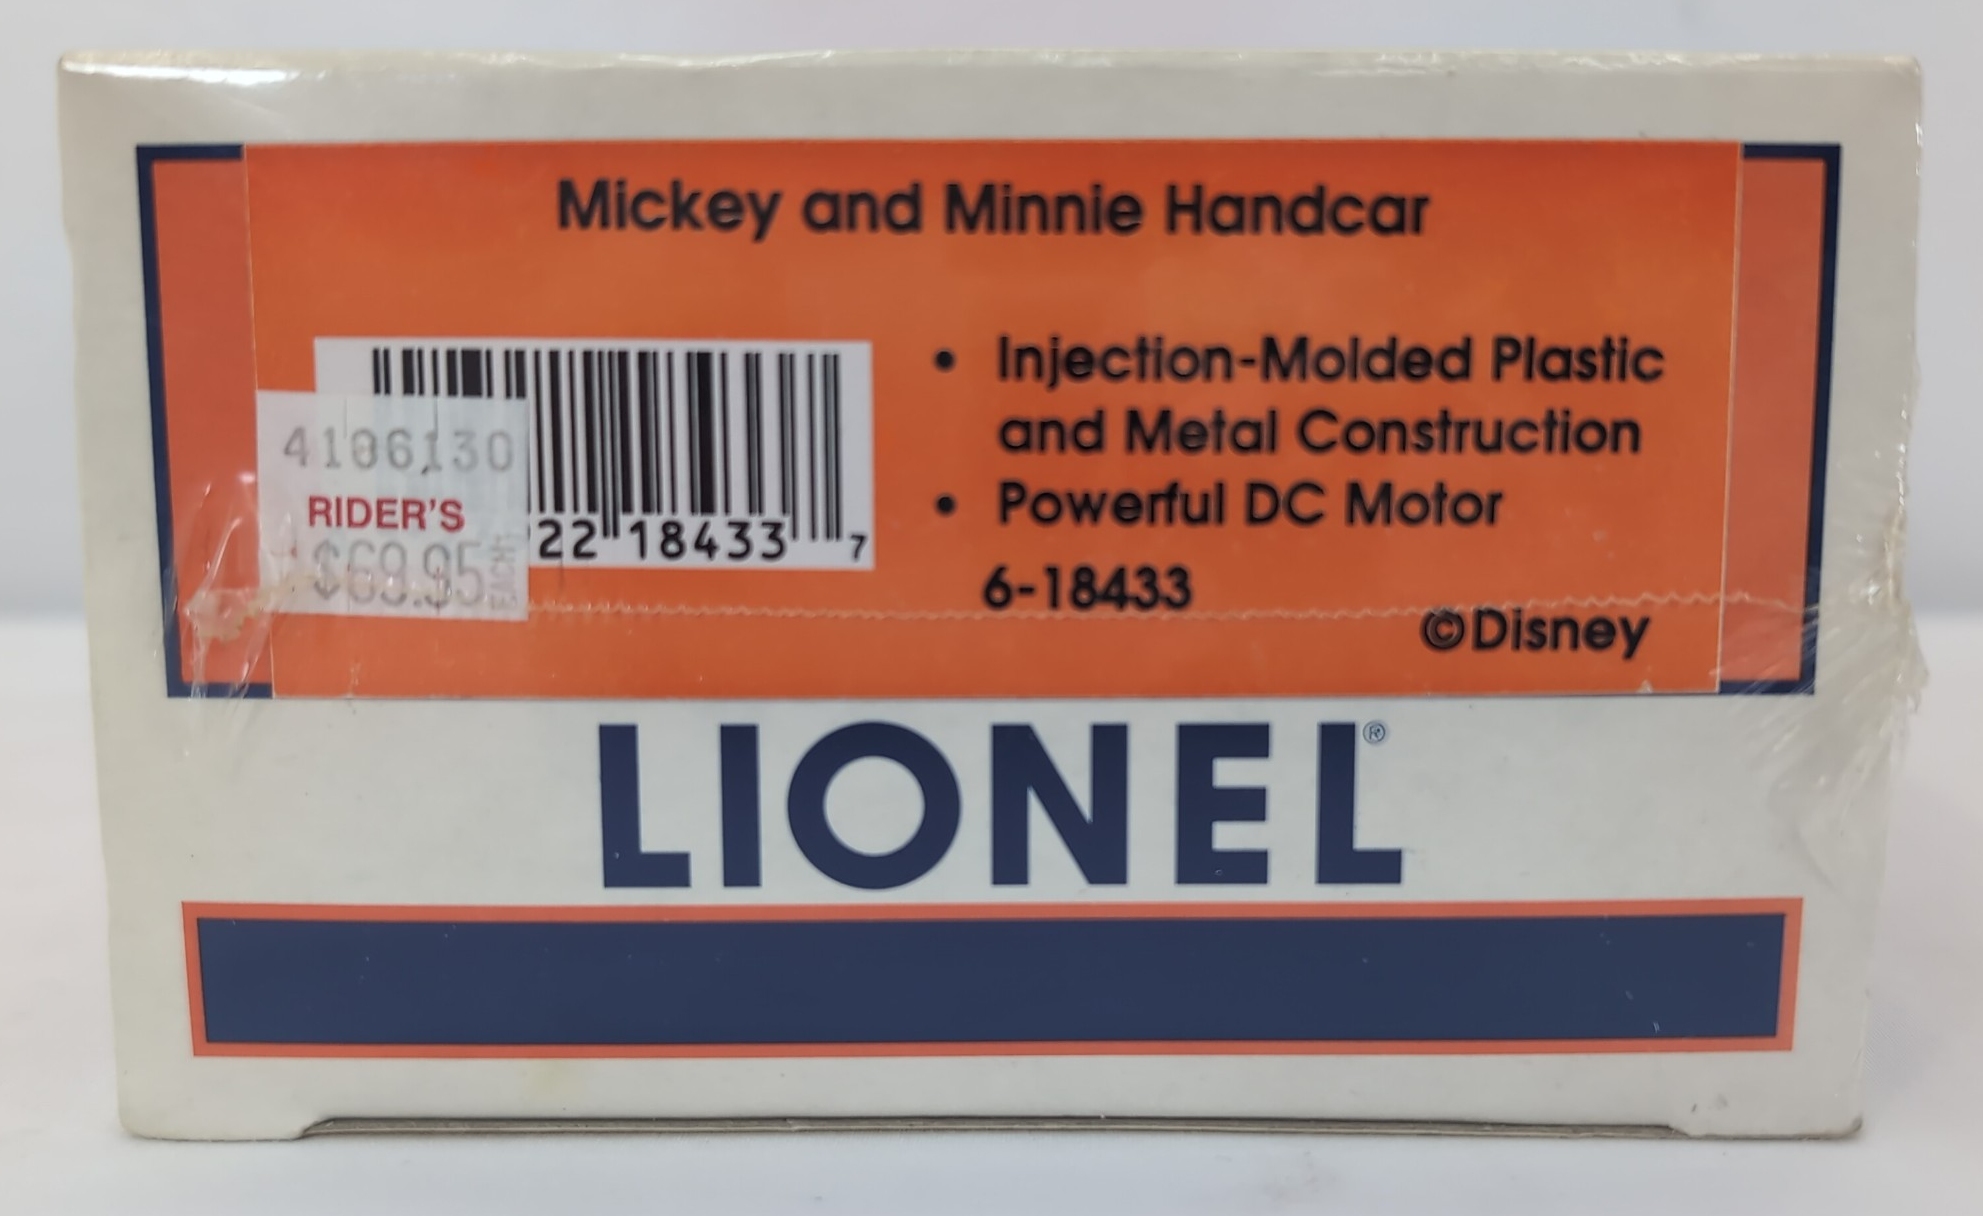 Mickey and Minnie Handcar
• Injection-Molded Plastic
and Metal Construction
• Powerful DC Motor
6-18433
©Disney
4106130
RIDER'S
$69.95 EACH
22 18433 7
LIONEL®